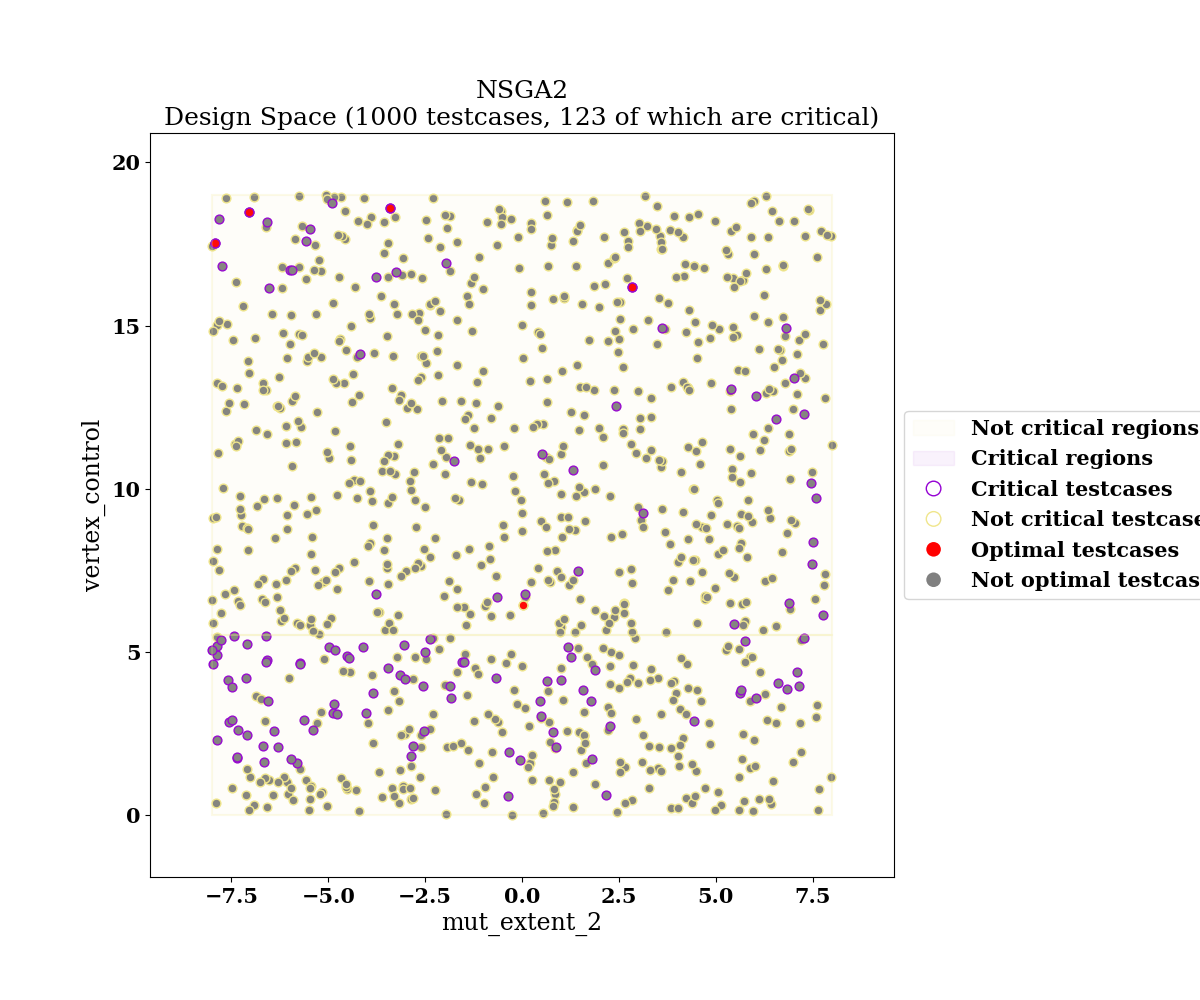 NSGA2
Design Space (1000 testcases, 123 of which are critical)
20
15
10
5
0
vertex_control
−7.5
−5.0
−2.5
0.0
2.5
5.0
7.5
mut_extent_2
Not critical regions
Critical regions
Critical testcases
Not critical testcase
Optimal testcases
Not optimal testcas